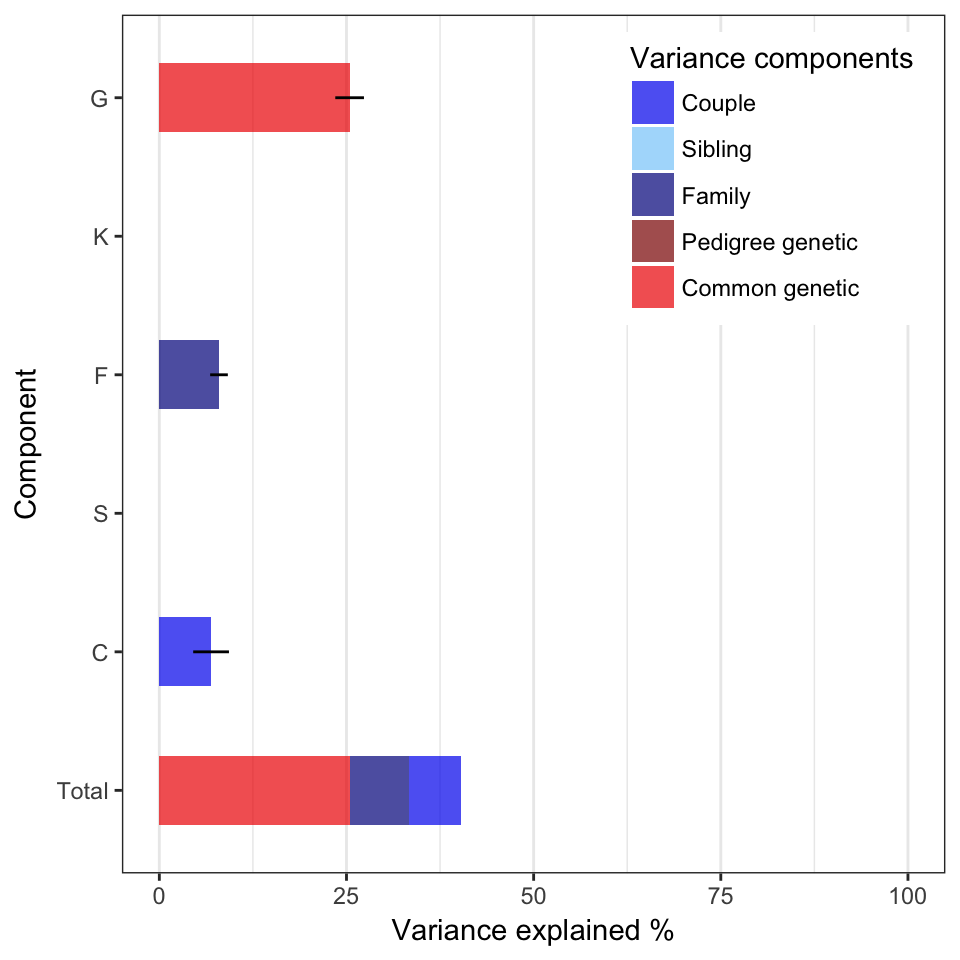 Variance components
Couple
Sibling
Family
Pedigree genetic
Common genetic
G
K
F
S
C
Total
Component
0 25 50 75 100
Variance explained %